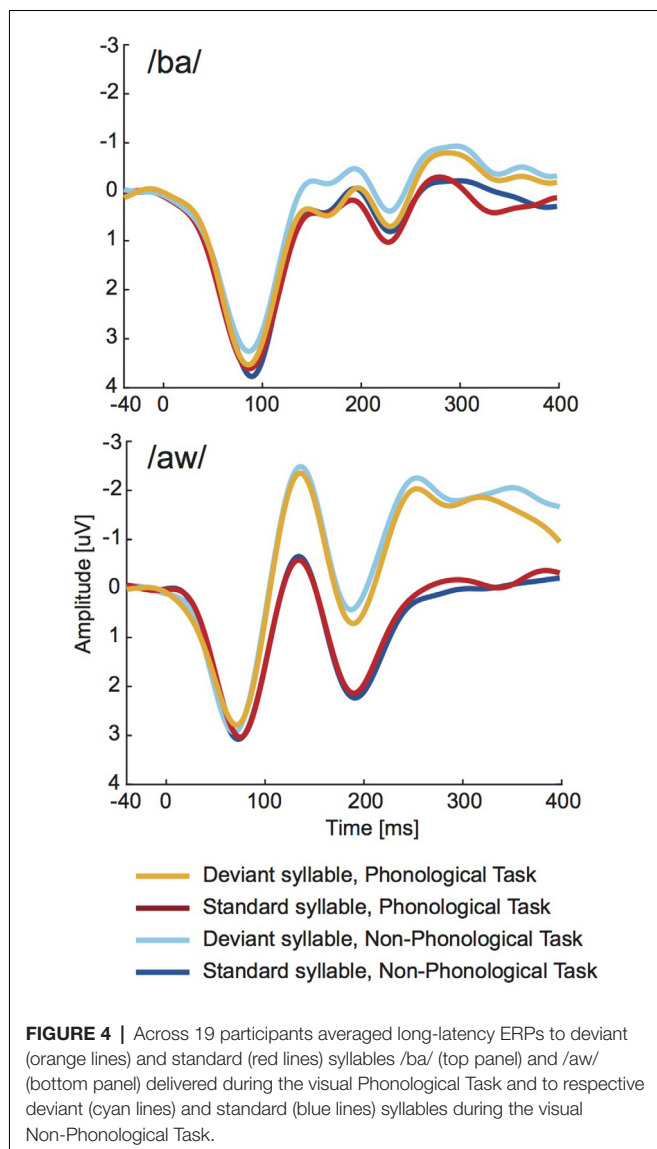 /ba/
-3
-2
-1
0
1
2
3
4
-40 0 100 200 300 400
/aw/
-3
-2
-1
0
1
2
3
4
Amplitude [uV]
-40 0 100 200 300 400
Time [ms]
Deviant syllable, Phonological Task
Standard syllable, Phonological Task
Deviant syllable, Non-Phonological Task
Standard syllable, Non-Phonological Task
FIGURE 4 | Across 19 participants averaged long-latency ERPs to deviant
(orange lines) and standard (red lines) syllables /ba/ (top panel) and /aw/
(bottom panel) delivered during the visual Phonological Task and to respective
deviant (cyan lines) and standard (blue lines) syllables during the visual
Non-Phonological Task.